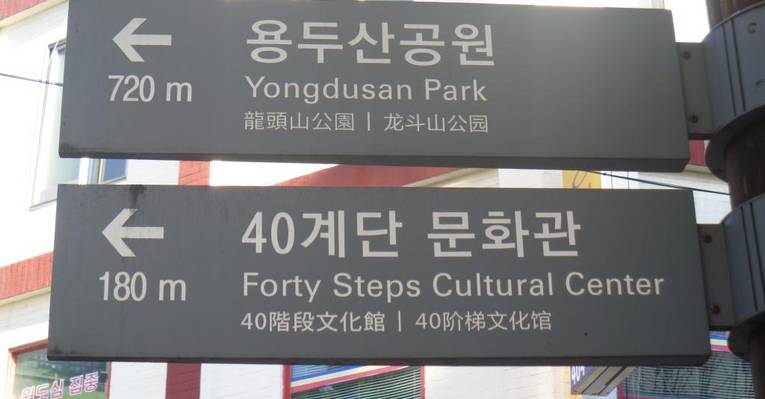 용두산공원
720 m
Yongdusan Park
龍頭山公園 | 龙斗山公园
40계단 문화관
180 m
Forty Steps Cultural Center
40階段文化館 | 40阶梯文化馆
집중